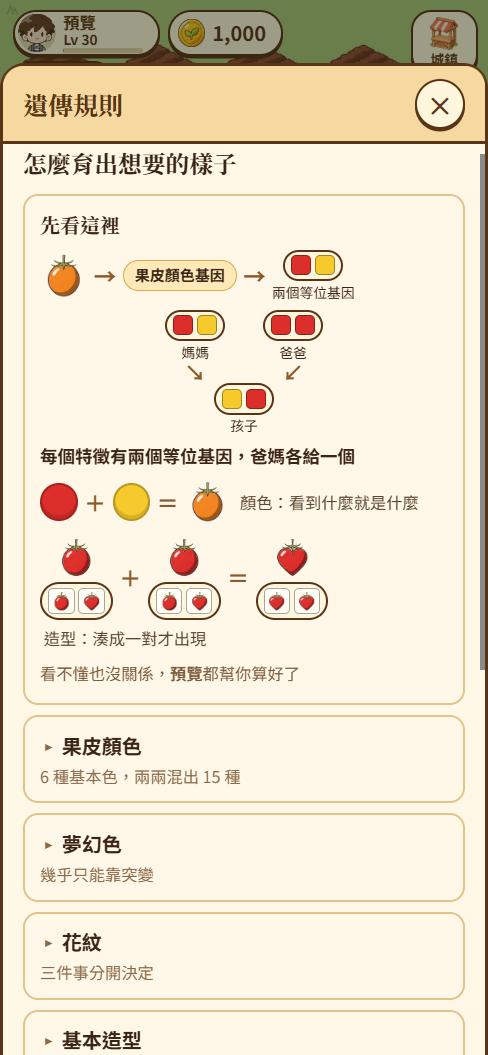 預覽
Lv 30
1,000
城鎮
遺傳規則
怎麼育出想要的樣子
先看這裡
果皮顏色基因
兩個等位基因
媽媽
爸爸
孩子
每個特徵有兩個等位基因，爸媽各給一個
顏色：看到什麼就是什麼
造型：湊成一對才出現
看不懂也沒關係，預覽都幫你算好了
果皮顏色
6 種基本色，兩兩混出 15 種
夢幻色
幾乎只能靠突變
花紋
三件事分開決定
基本造型